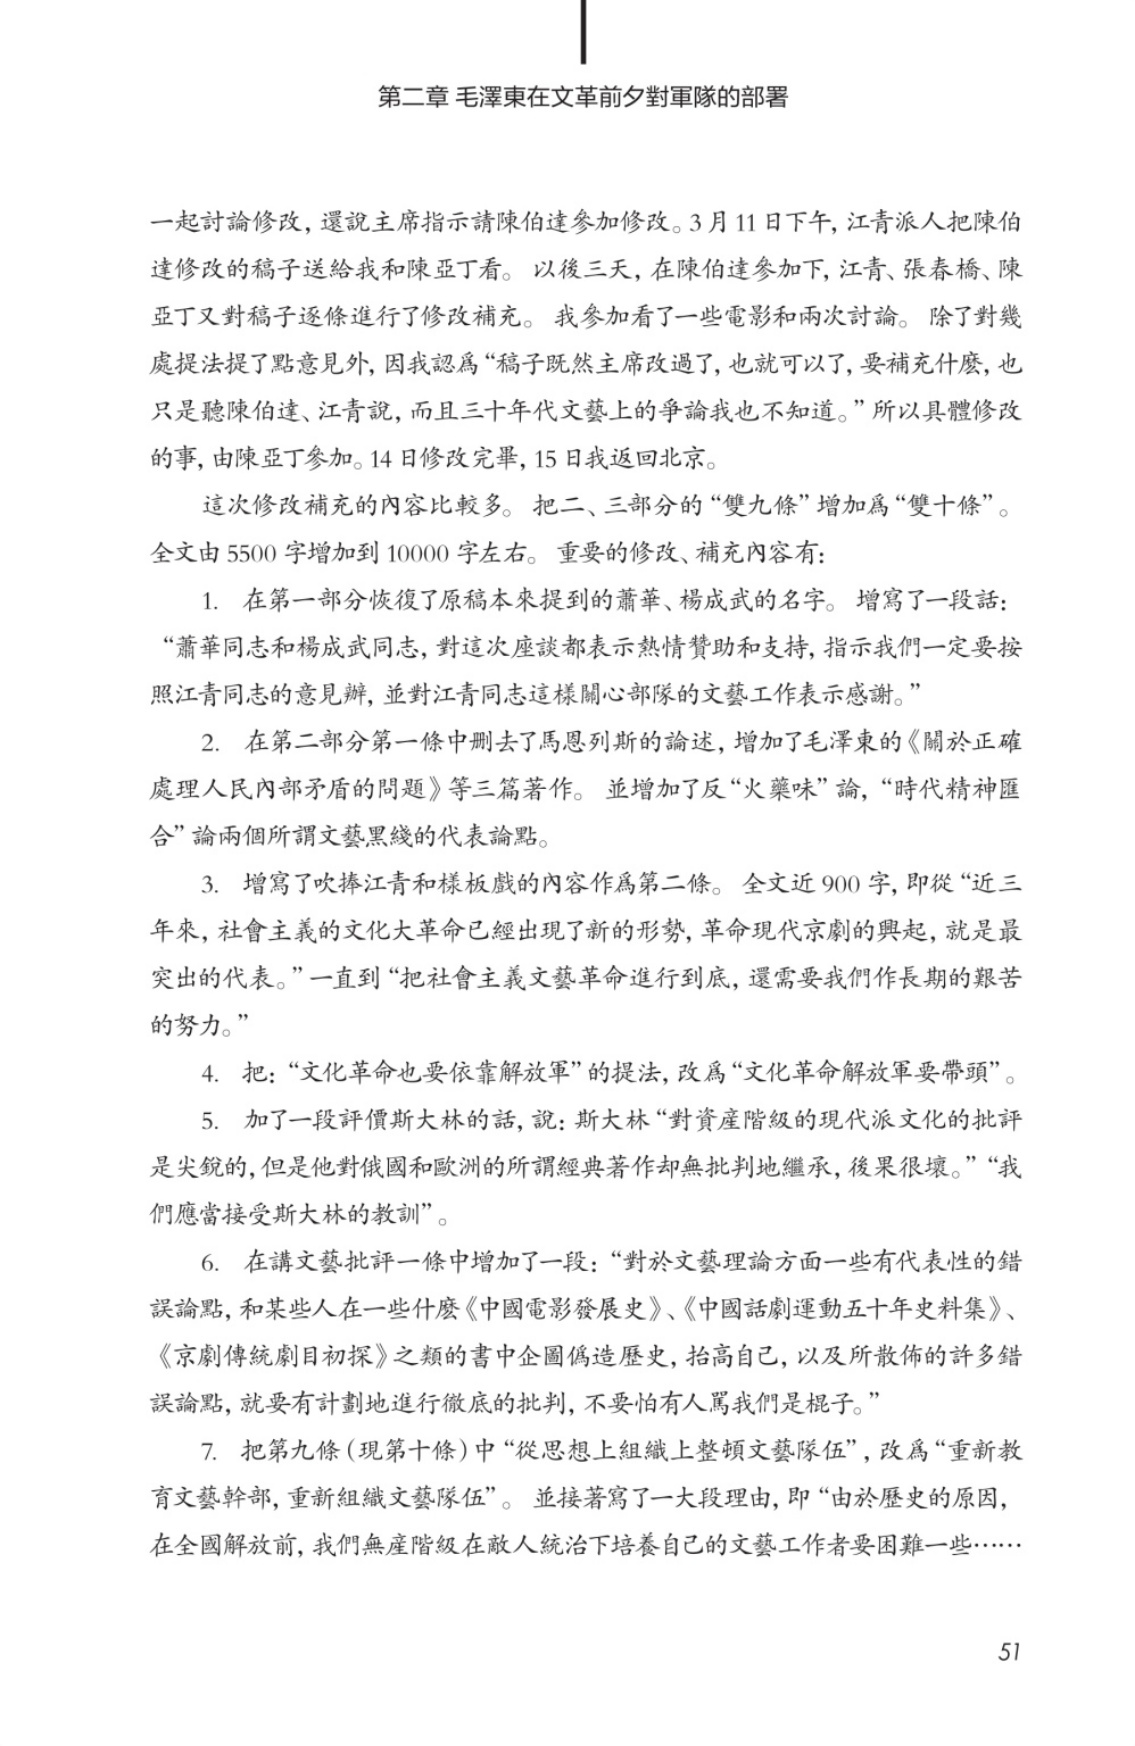 第二章 毛澤東在文革前夕對軍隊的部署
一起討論修改，還說主席指示請陳伯達參加修改。3 月 11 日下午，江青派人把陳伯
達修改的稿子送給我和陳亞丁看。 以後三天，在陳伯達參加下，江青、張春橋、陳
亞丁又對稿子逐條進行了修改補充。 我參加看了一些電影和兩次討論。 除了對幾
處提法提了點意見外，因我認爲“稿子既然主席改過了，也就可以了，要補充什麼，也
只是聽陳伯達、江青說，而且三十年代文藝上的爭論我也不知道。”所以具體修改
的事，由陳亞丁參加。14 日修改完畢，15 日我返回北京。
這次修改補充的內容比較多。 把二、三部分的“雙九條”增加爲“雙十條”。
全文由 5500 字增加到 10000 字左右。 重要的修改、補充內容有：
1. 在第一部分恢復了原稿本來提到的蕭華、楊成武的名字。 增寫了一段話：
“蕭華同志和楊成武同志，對這次座談都表示熱情贊助和支持，指示我們一定要按
照江青同志的意見辦，並對江青同志這樣關心部隊的文藝工作表示感謝。”
2. 在第二部分第一條中刪去了馬恩列斯的論述，增加了毛澤東的《關於正確
處理人民內部矛盾的問題》等三篇著作。 並增加了反“火藥味”論，“時代精神匯
合”論兩個所謂文藝黑綫的代表論點。
3. 增寫了吹捧江青和樣板戲的內容作爲第二條。 全文近 900 字，即從“近三
年來，社會主義的文化大革命已經出現了新的形勢，革命現代京劇的興起，就是最
突出的代表。”一直到“把社會主義文藝革命進行到底，還需要我們作長期的艱苦
的努力。”
4. 把：“文化革命也要依靠解放軍”的提法，改爲“文化革命解放軍要帶頭”。
5. 加了一段評價斯大林的話，說：斯大林“對資産階級的現代派文化的批評
是尖銳的，但是他對俄國和歐洲的所謂經典著作却無批判地繼承，後果很壞。”“我
們應當接受斯大林的教訓”。
6. 在講文藝批評一條中增加了一段：“對於文藝理論方面一些有代表性的錯
誤論點，和某些人在一些什麼《中國電影發展史》、《中國話劇運動五十年史料集》、
《京劇傳統劇目初探》之類的書中企圖僞造歷史，抬高自己，以及所散佈的許多錯
誤論點，就要有計劃地進行徹底的批判，不要怕有人罵我們是棍子。”
7. 把第九條（現第十條）中“從思想上組織上整頓文藝隊伍”，改爲“重新教
育文藝幹部，重新組織文藝隊伍”。 並接著寫了一大段理由，即“由於歷史的原因，
在全國解放前，我們無産階級在敵人統治下培養自己的文藝工作者要困難一些⋯⋯
51